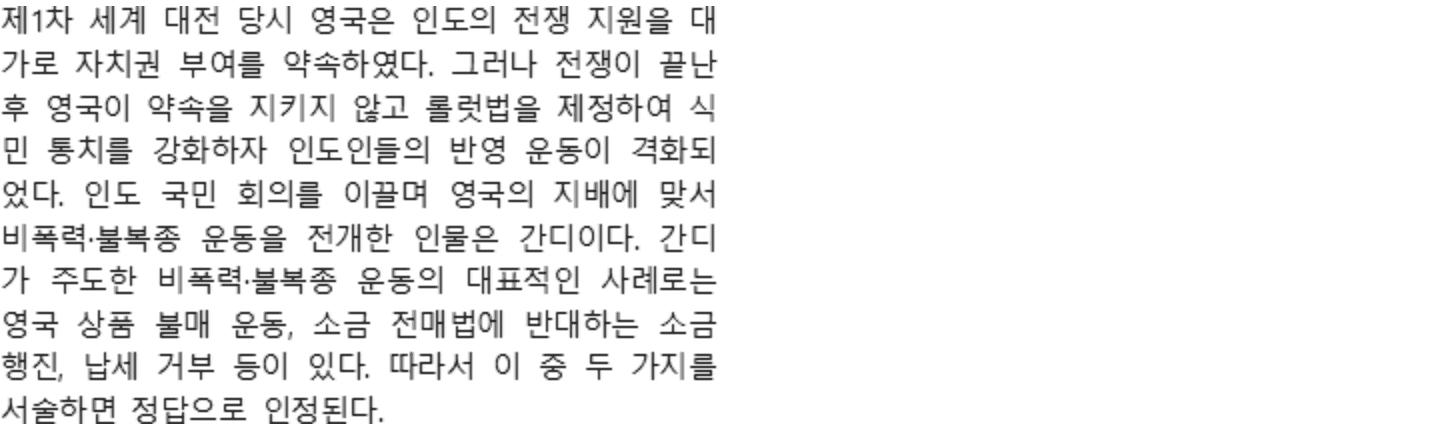 제1차 세계 대전 당시 영국은 인도의 전쟁 지원을 대
가로 자치권 부여를 약속하였다. 그러나 전쟁이 끝난
후 영국이 약속을 지키지 않고 롤럿법을 제정하여 식
민 통치를 강화하자 인도인들의 반영 운동이 격화되
었다. 인도 국민 회의를 이끌며 영국의 지배에 맞서
비폭력·불복종 운동을 전개한 인물은 간디이다. 간디
가 주도한 비폭력·불복종 운동의 대표적인 사례로는
영국 상품 불매 운동, 소금 전매법에 반대하는 소금
행진, 납세 거부 등이 있다. 따라서 이 중 두 가지를
서술하면 정답으로 인정된다.